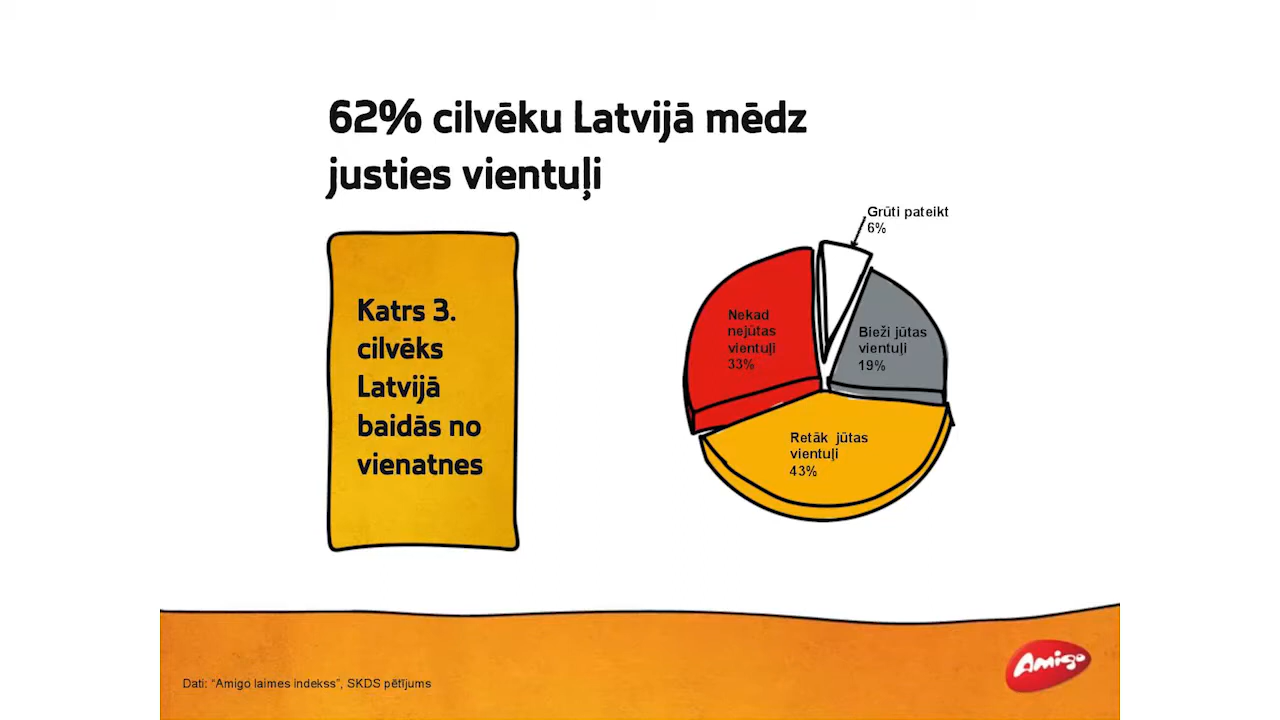 62% cilvēku Latvijā mēdz
justies vientuļi
Katrs 3.
cilvēks
Latvijā
baidās no
vienatnes
Grūti pateikt
6%
Nekad
nejūtas
vientuļi
33%
Bieži jūtas
vientuļi
19%
Retāk jūtas
vientuļi
43%
Dati: “Amigo laimes indekss”, SKDS pētījums
Amigo